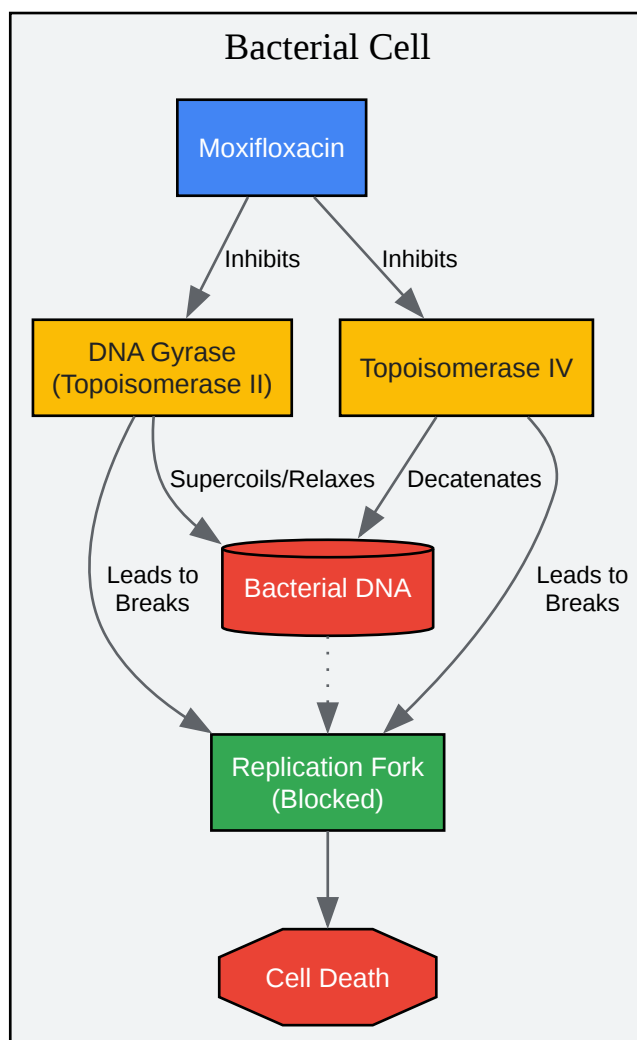 Bacterial Cell
Moxifloxacin
Inhibits
Inhibits
DNA Gyrase
(Topoisomerase II)
Topoisomerase IV
Supercoils/Relaxes
Decatenates
Leads to
Breaks
Bacterial DNA
Leads to
Breaks
Replication Fork
(Blocked)
Cell Death